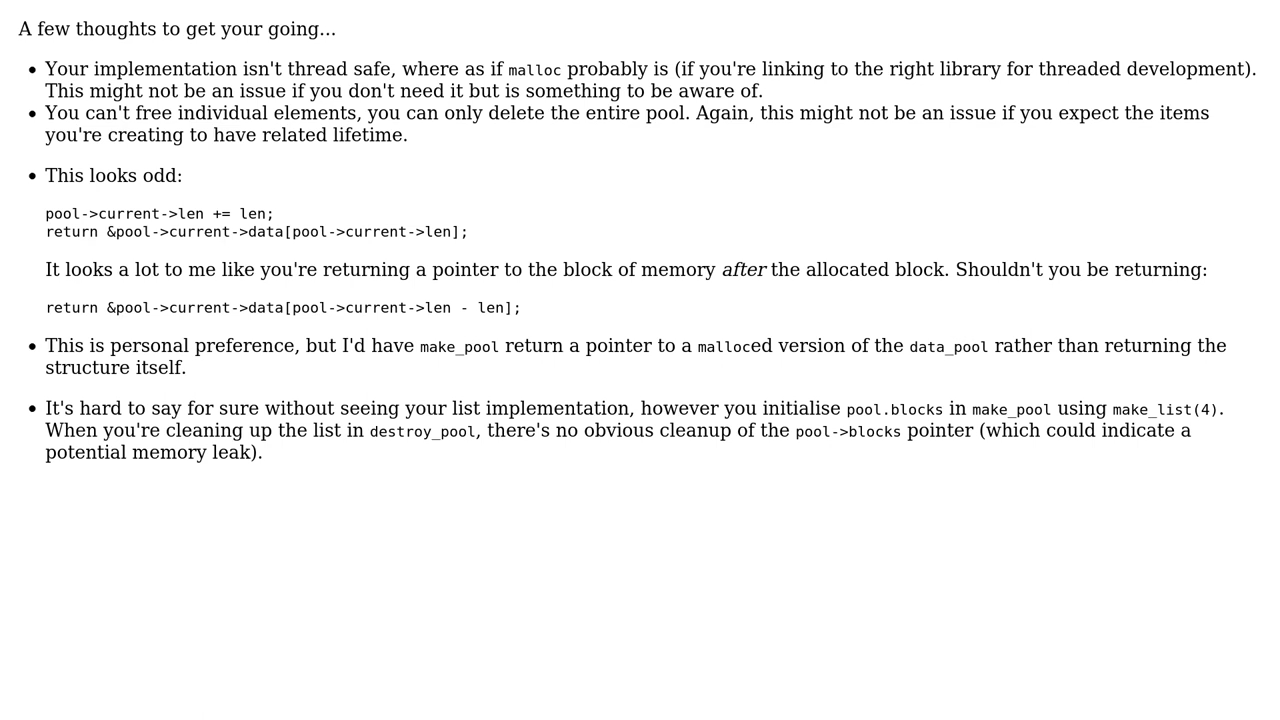 A few thoughts to get your going...
• Your implementation isn't thread safe, where as if malloc probably is (if you're linking to the right library for threaded development).
This might not be an issue if you don't need it but is something to be aware of.
• You can't free individual elements, you can only delete the entire pool. Again, this might not be an issue if you expect the items
you're creating to have related lifetime.
• This looks odd:
pool->current->len += len;
return &pool->current->data[pool->current->len];
It looks a lot to me like you're returning a pointer to the block of memory after the allocated block. Shouldn't you be returning:
return &pool->current->data[pool->current->len - len];
• This is personal preference, but I'd have make_pool return a pointer to a malloced version of the data_pool rather than returning the
structure itself.
• It's hard to say for sure without seeing your list implementation, however you initialise pool.blocks in make_pool using make_list(4).
When you're cleaning up the list in destroy_pool, there's no obvious cleanup of the pool->blocks pointer (which could indicate a
potential memory leak).